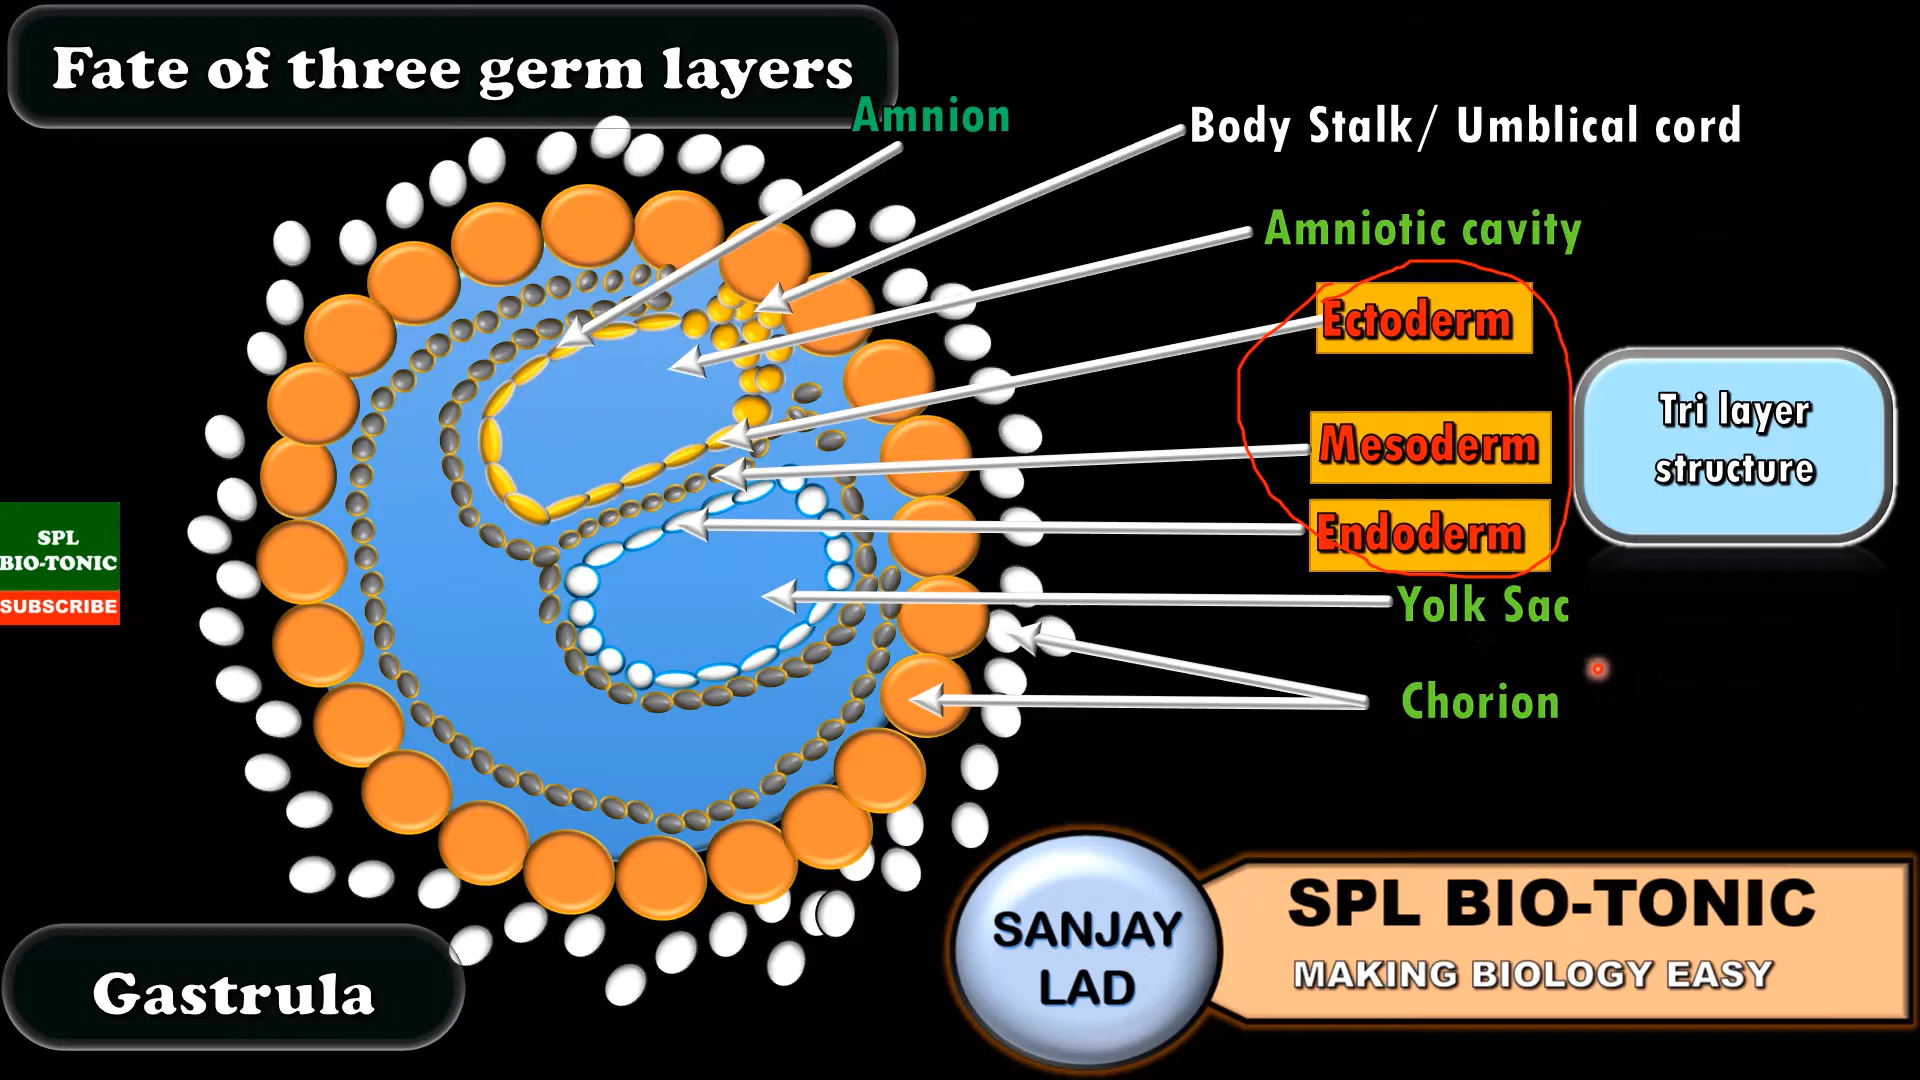 Fate of three germ layers
Amnion
Body Stalk/ Umblical cord
Amniotic cavity
Ectoderm
Mesoderm
Endoderm
Tri layer
structure
Yolk Sac
Chorion
SPL
BIO-TONIC
SUBSCRIBE
Gastrula
SANJAY
LAD
SPL BIO-TONIC
MAKING BIOLOGY EASY